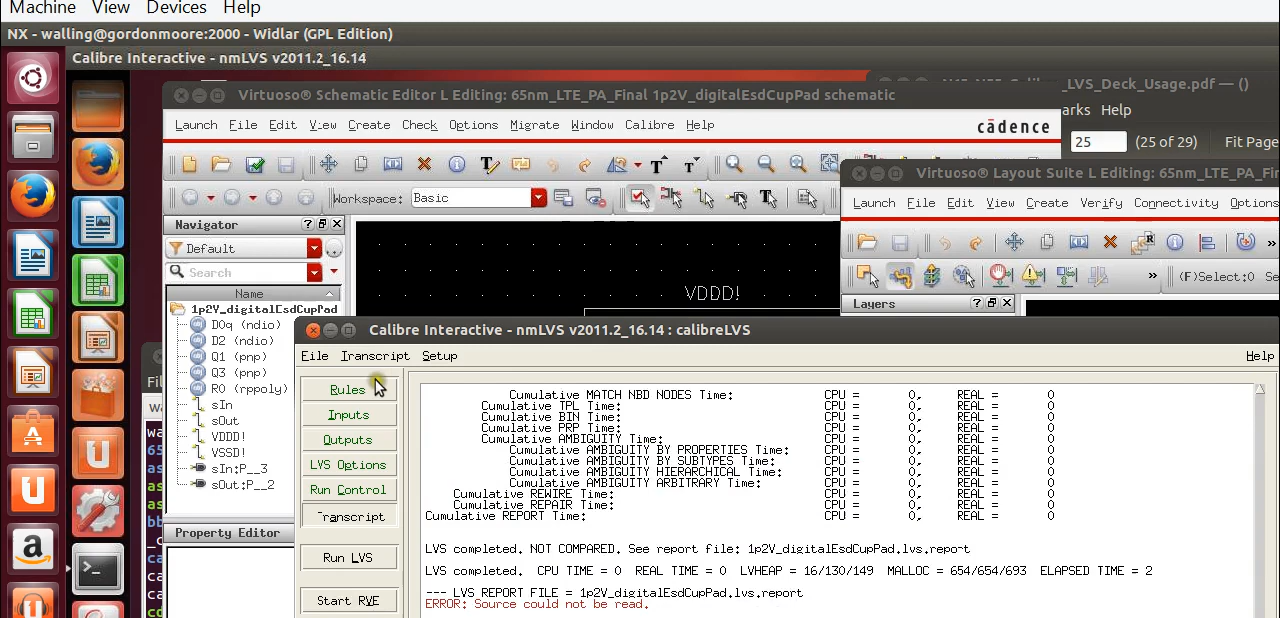 Machine View Devices Help
NX - walling@gordonmoore:2000 - Widlar (GPL Edition)
Calibre Interactive - nmLVS v2011.2_16.14
_LVS_Deck_Usage.pdf — ()
Virtuoso® Schematic Editor L Editing: 65nm_LTE_PA_Final 1p2V_digitalEsdCupPad schematic
arks Help
Launch File Edit View Create Check Options Migrate Window Calibre Help
cādence
25 (25 of 29) Fit Page
Virtuoso® Layout Suite L Editing: 65nm_LTE_PA_Fi
Workspace: Basic
Launch File Edit View Create Verify Connectivity Options
Navigator
Default
Search
(F)Select:0 Se
Name
Layers
VDDD!
1p2V_digitalEsdCupPad
D0q (ndio)
D2 (ndio)
Q1 (pnp)
Q3 (pnp)
R0 (rppoly)
sIn
sOut
VDDD!
VSSD!
sIn:P__3
sOut:P__2
Property Editor
Calibre Interactive - nmLVS v2011.2_16.14 : calibreLVS
File Transcript Setup Help
Rules
Inputs
Outputs
LVS Options
Run Control
Transcript
Run LVS
Start RVE
Cumulative MATCH NBD NODES Time: CPU = 0, REAL = 0
Cumulative TPL Time: CPU = 0, REAL = 0
Cumulative BIN Time: CPU = 0, REAL = 0
Cumulative PRP Time: CPU = 0, REAL = 0
Cumulative AMBIGUITY Time: CPU = 0, REAL = 0
Cumulative AMBIGUITY BY PROPERTIES Time: CPU = 0, REAL = 0
Cumulative AMBIGUITY BY SUBTYPES Time: CPU = 0, REAL = 0
Cumulative AMBIGUITY HIERARCHICAL Time: CPU = 0, REAL = 0
Cumulative AMBIGUITY ARBITRARY Time: CPU = 0, REAL = 0
Cumulative REWIRE Time: CPU = 0, REAL = 0
Cumulative REPAIR Time: CPU = 0, REAL = 0
Cumulative REPORT Time: CPU = 0, REAL = 0
LVS completed. NOT COMPARED. See report file: 1p2V_digitalEsdCupPad.lvs.report
LVS completed. CPU TIME = 0 REAL TIME = 0 LVHEAP = 16/130/149 MALLOC = 654/654/693 ELAPSED TIME = 2
--- LVS REPORT FILE = 1p2V_digitalEsdCupPad.lvs.report
ERROR: Source could not be read.